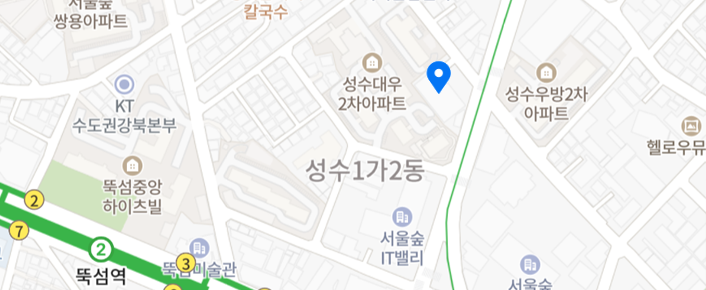 서울숲
쌍용아파트
칼국수
성수대우
2차아파트
성수우방2차
아파트
KT
수도권강북본부
헬로우뮤
성수1가2동
뚝섬중앙
하이츠빌
2
7
2
3
뚝섬역
뚝섬미술관
서울숲
IT밸리
서울숲